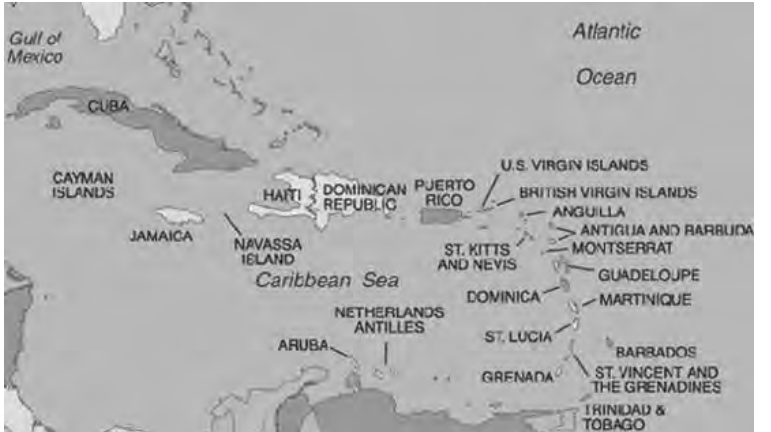 Gulf of
Mexico
Atlantic
Ocean
CUBA
CAYMAN
ISLANDS
HAITI
DOMINICAN
REPUBLIC
PUERTO
RICO
U.S. VIRGIN ISLANDS
BRITISH VIRGIN ISLANDS
ANGUILLA
ANTIGUA AND BARBUDA
JAMAICA
NAVASSA
ISLAND
ST. KITTS
AND NEVIS
MONTSERRAT
GUADELOUPE
Caribbean Sea
DOMINICA
MARTINIQUE
NETHERLANDS
ANTILLES
ST. LUCIA
ARUBA
BARBADOS
GRENADA
ST. VINCENT AND
THE GRENADINES
TRINIDAD &
TOBAGO